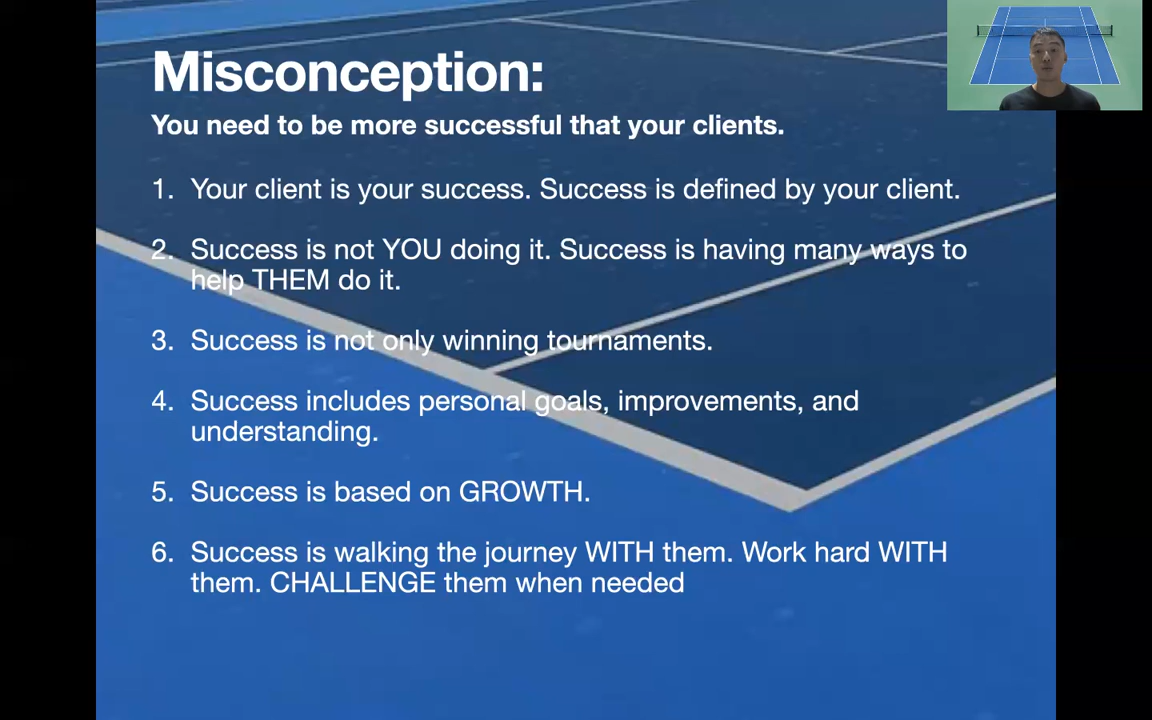 Misconception:
You need to be more successful that your clients.
1. Your client is your success. Success is defined by your client.
2. Success is not YOU doing it. Success is having many ways to
help THEM do it.
3. Success is not only winning tournaments.
4. Success includes personal goals, improvements, and
understanding.
5. Success is based on GROWTH.
6. Success is walking the journey WITH them. Work hard WITH
them. CHALLENGE them when needed